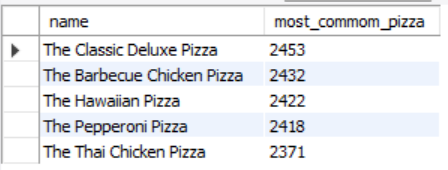 name most_commom_pizza
The Classic Deluxe Pizza 2453
The Barbecue Chicken Pizza 2432
The Hawaiian Pizza 2422
The Pepperoni Pizza 2418
The Thai Chicken Pizza 2371